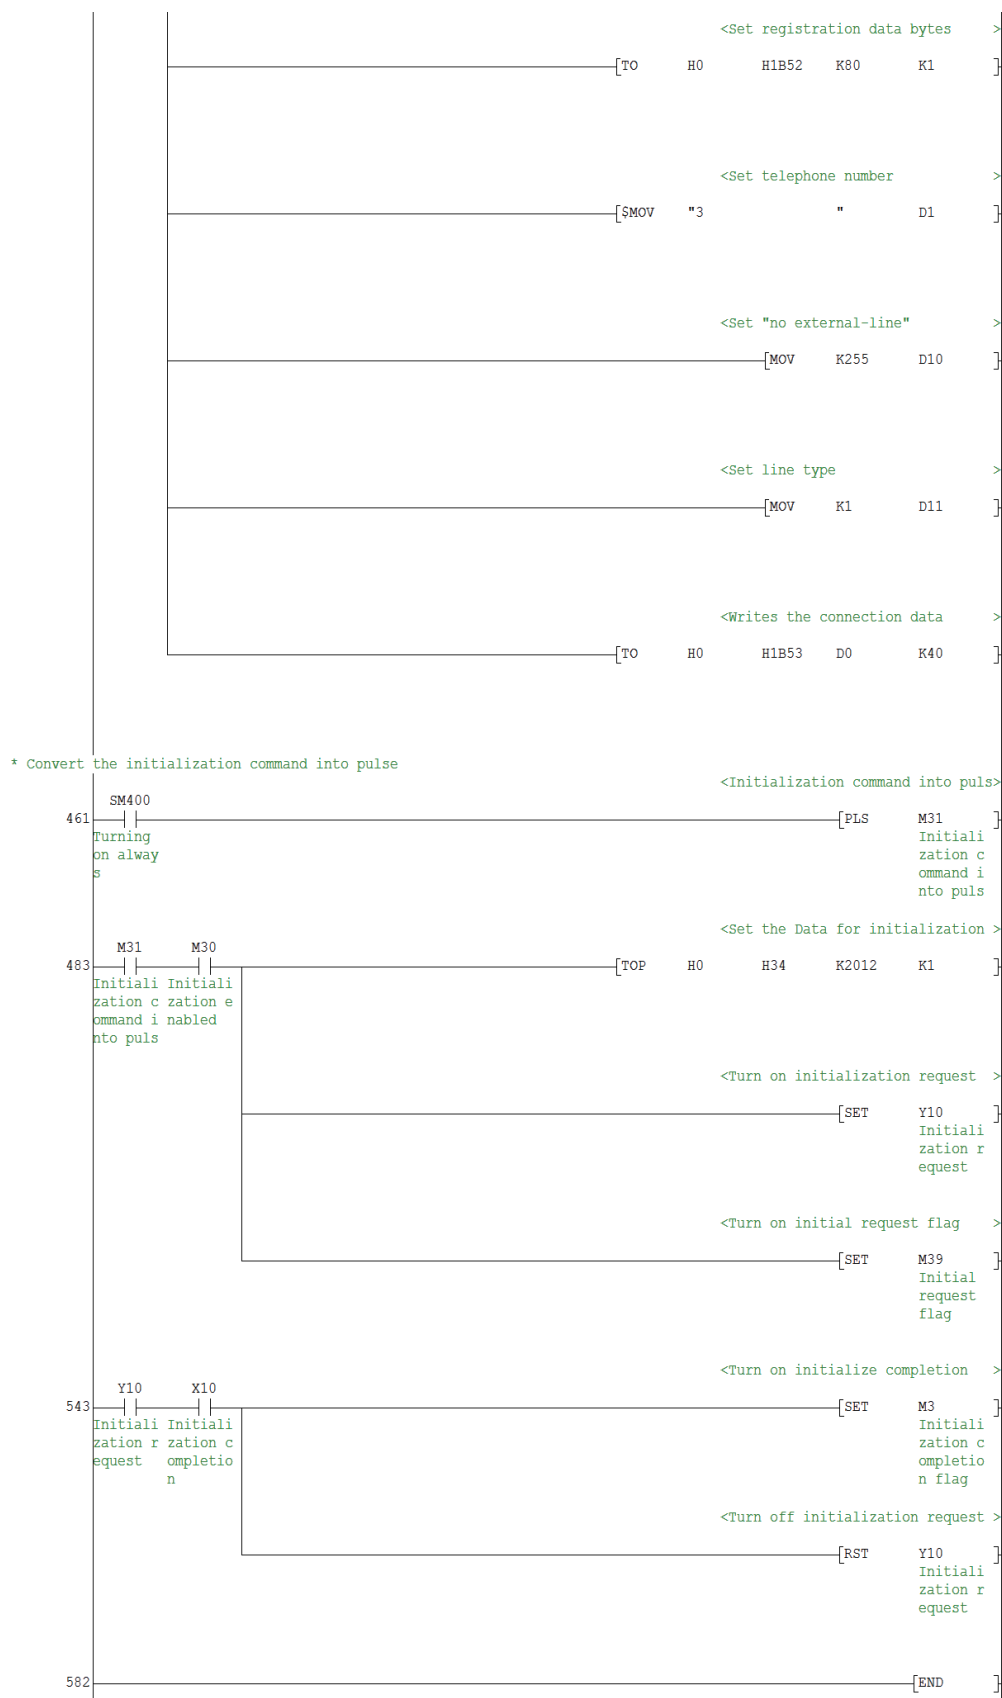 <Set registration data bytes >
[TO H0 H1B52 K80 K1 ]
<Set telephone number >
[$MOV "3 " D1 ]
<Set "no external-line" >
[MOV K255 D10 ]
<Set line type >
[MOV K1 D11 ]
<Writes the connection data >
[TO H0 H1B53 D0 K40 ]
* Convert the initialization command into pulse
<Initialization command into puls>
SM400
461 [PLS M31 ]
Turning Initiali
on alway zation c
s ommand i
nto puls
<Set the Data for initialization >
M31 M30
483 [TOP H0 H34 K2012 K1 ]
Initiali Initiali
zation c zation e
ommand i nabled
nto puls
<Turn on initialization request >
[SET Y10 ]
Initiali
zation r
equest
<Turn on initial request flag >
[SET M39 ]
Initial
request
flag
<Turn on initialize completion >
Y10 X10
543 [SET M3 ]
Initiali Initiali Initiali
zation r zation c zation c
equest ompletio ompletio
n n flag
<Turn off initialization request >
[RST Y10 ]
Initiali
zation r
equest
582 [END ]